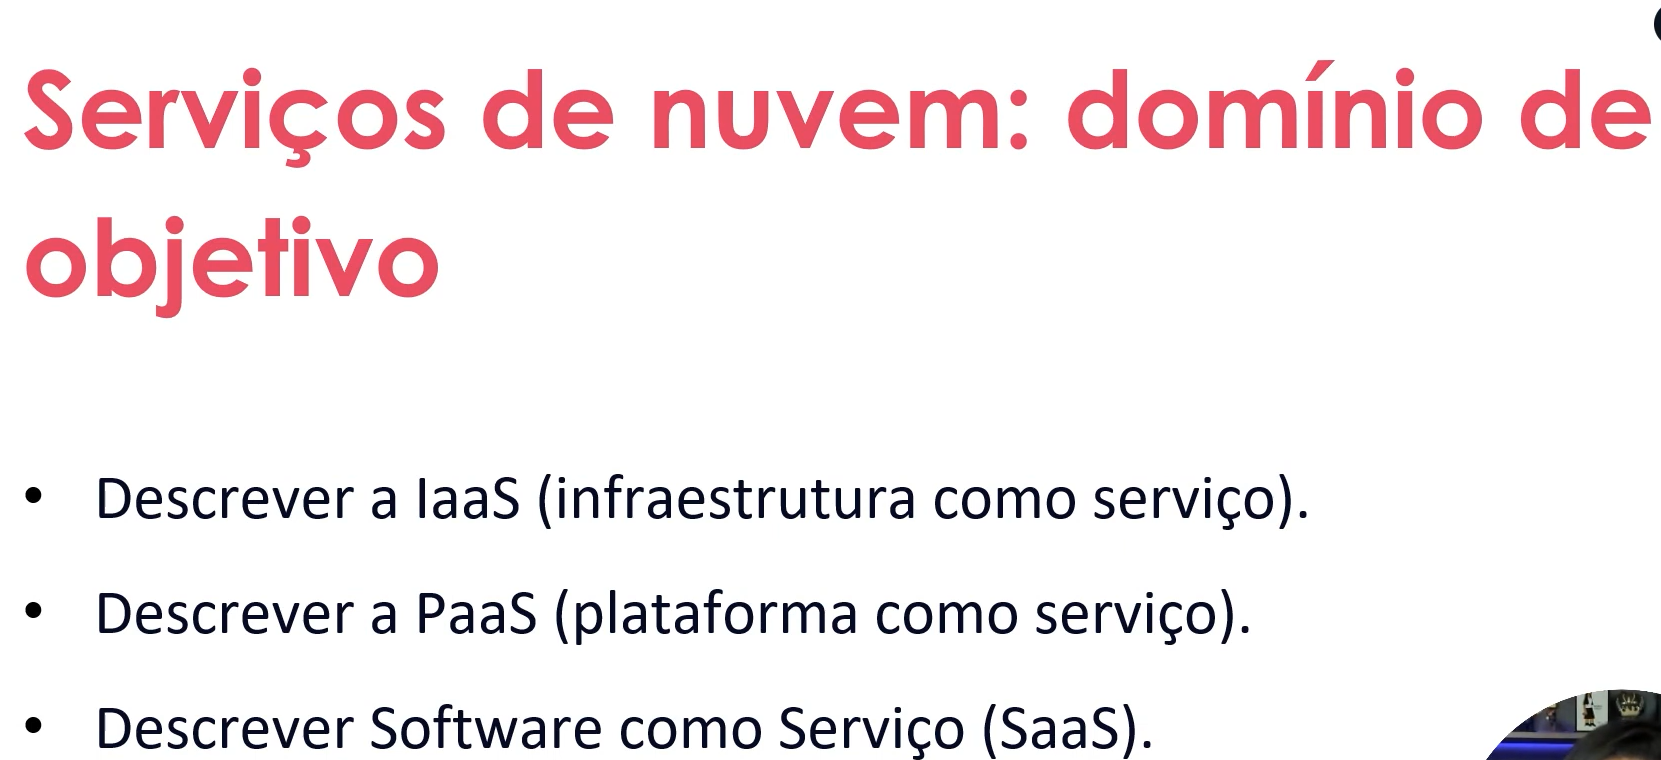 Serviços de nuvem: domínio de
objetivo
• Descrever a IaaS (infraestrutura como serviço).
• Descrever a PaaS (plataforma como serviço).
• Descrever Software como Serviço (SaaS).